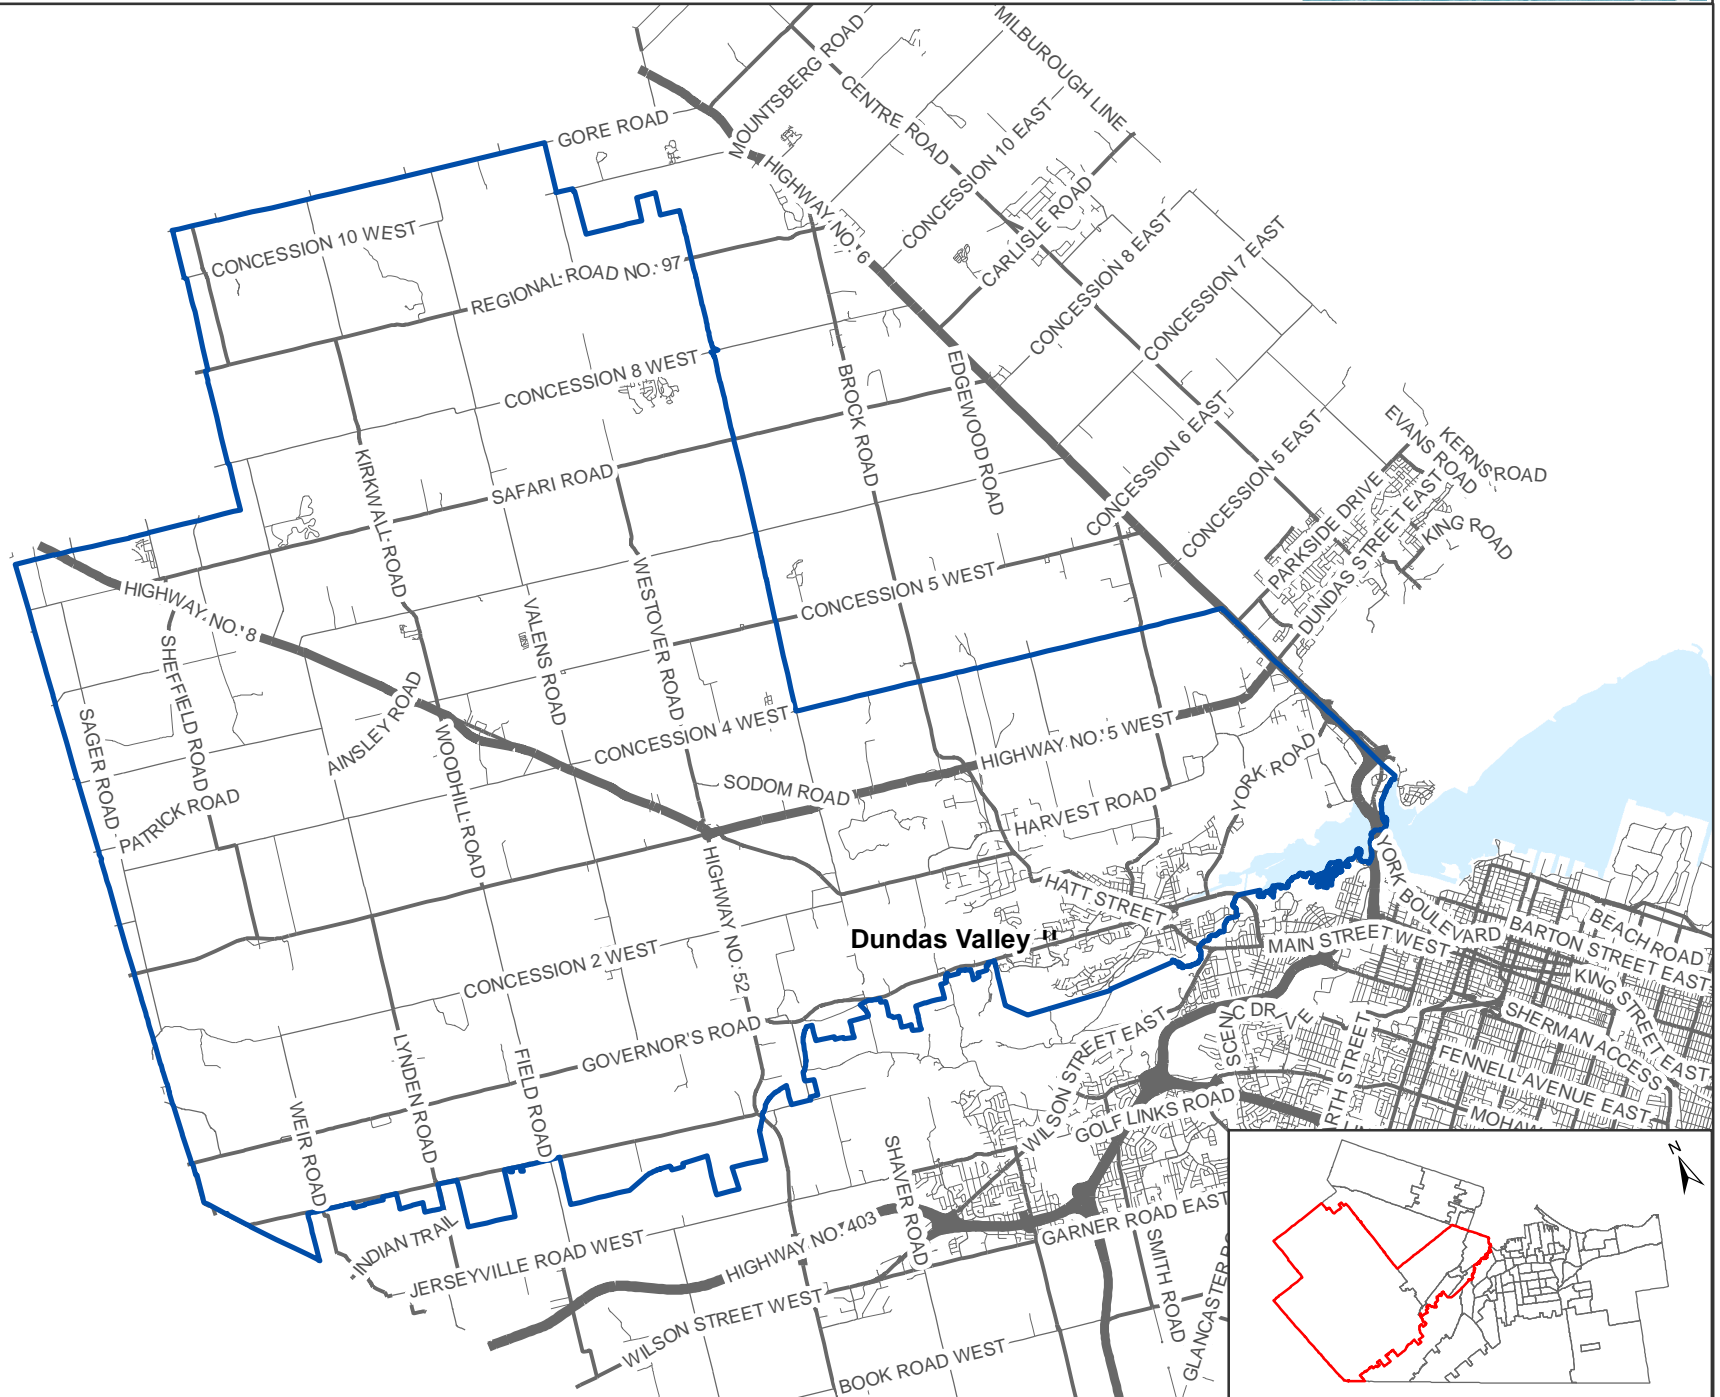 MILBOROUGH LINE
MOUNTSBERG ROAD
CENTRE ROAD
GORE ROAD
CONCESSION 10 EAST
HIGHWAY NO. 6
CARLISLE ROAD
CONCESSION 10 WEST
CONCESSION 8 EAST
CONCESSION 7 EAST
REGIONAL ROAD NO. 97
CONCESSION 8 WEST
BROCK ROAD
EDGEWOOD ROAD
CONCESSION 6 EAST
CONCESSION 5 EAST
EVANS ROAD
KERNS ROAD
KIRKWALL ROAD
SAFARI ROAD
PARKSIDE DRIVE
DUNDAS STREET EAST
KING ROAD
HIGHWAY NO. 8
SHEFFIELD ROAD
VALENS ROAD
WESTOVER ROAD
CONCESSION 5 WEST
SAGER ROAD
AINSLEY ROAD
WOODHILL ROAD
CONCESSION 4 WEST
HIGHWAY NO. 5 WEST
YORK ROAD
SODOM ROAD
PATRICK ROAD
HARVEST ROAD
HIGHWAY NO. 52
HATT STREET
YORK BOULEVARD
Dundas Valley
MAIN STREET WEST
BARTON STREET EAST
BEACH ROAD
CONCESSION 2 WEST
KING STREET EAST
GOVERNOR'S ROAD
SCENIC DRIVE
SHERMAN ACCESS
WILSON STREET EAST
FENNELL AVENUE EAST
RTH STREET
LYNDEN ROAD
FIELD ROAD
WEIR ROAD
GOLF LINKS ROAD
MOHAW
SHAVER ROAD
INDIAN TRAIL
JERSEYVILLE ROAD WEST
HIGHWAY NO. 403
GARNER ROAD EAST
SMITH ROAD
WILSON STREET WEST
BOOK ROAD WEST
N